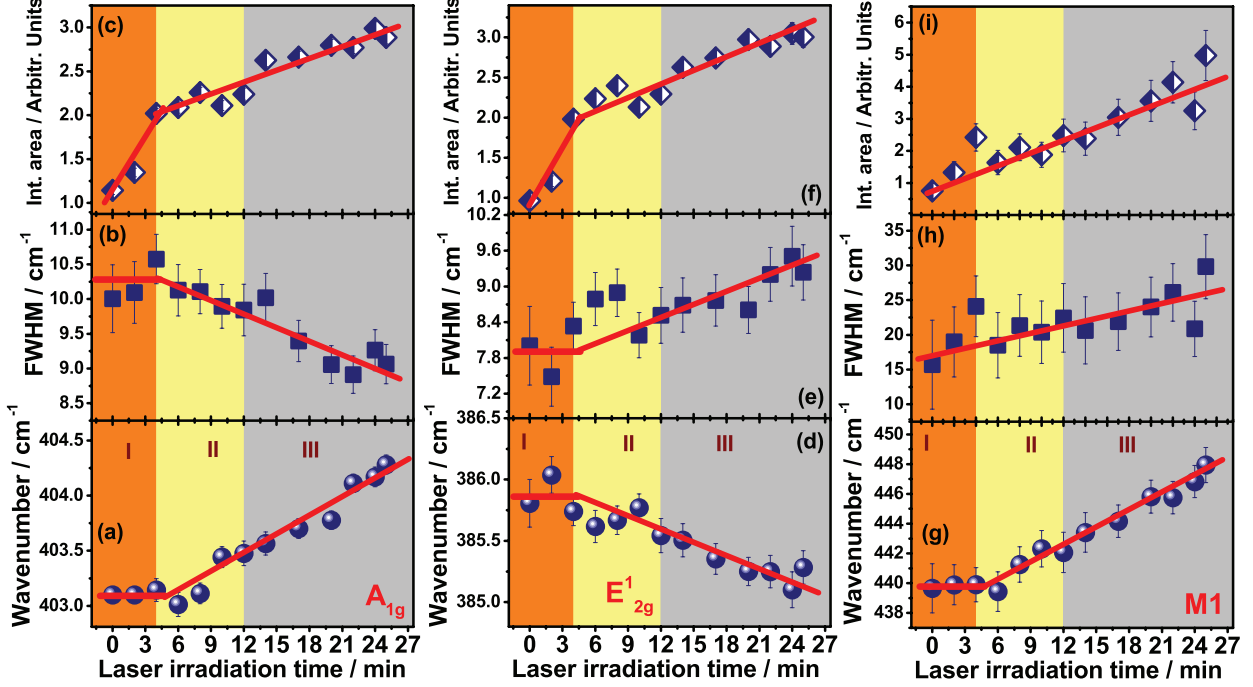 (c)
Int. area / Arbitr. Units
3.0
2.5
2.0
1.5
1.0
(b)
FWHM / cm⁻¹
11.0
10.5
10.0
9.5
9.0
8.5
(a)
Wavenumber / cm⁻¹
404.5
404.0
403.5
403.0
I
II
III
A1g
0 3 6 9 12 15 18 21 24 27
Laser irradiation time / min
(f)
Int. area / Arbitr. Units
3.0
2.5
2.0
1.5
1.0
(e)
FWHM / cm⁻¹
10.2
9.6
9.0
8.4
7.8
7.2
(d)
Wavenumber / cm⁻¹
386.5
386.0
385.5
385.0
I
II
III
E¹2g
0 3 6 9 12 15 18 21 24 27
Laser irradiation time / min
(i)
Int. area / Arbitr. Units
6
5
4
3
2
1
(h)
FWHM / cm⁻¹
35
30
25
20
15
10
(g)
Wavenumber / cm⁻¹
450
448
446
444
442
440
438
I
II
III
M1
0 3 6 9 12 15 18 21 24 27
Laser irradiation time / min